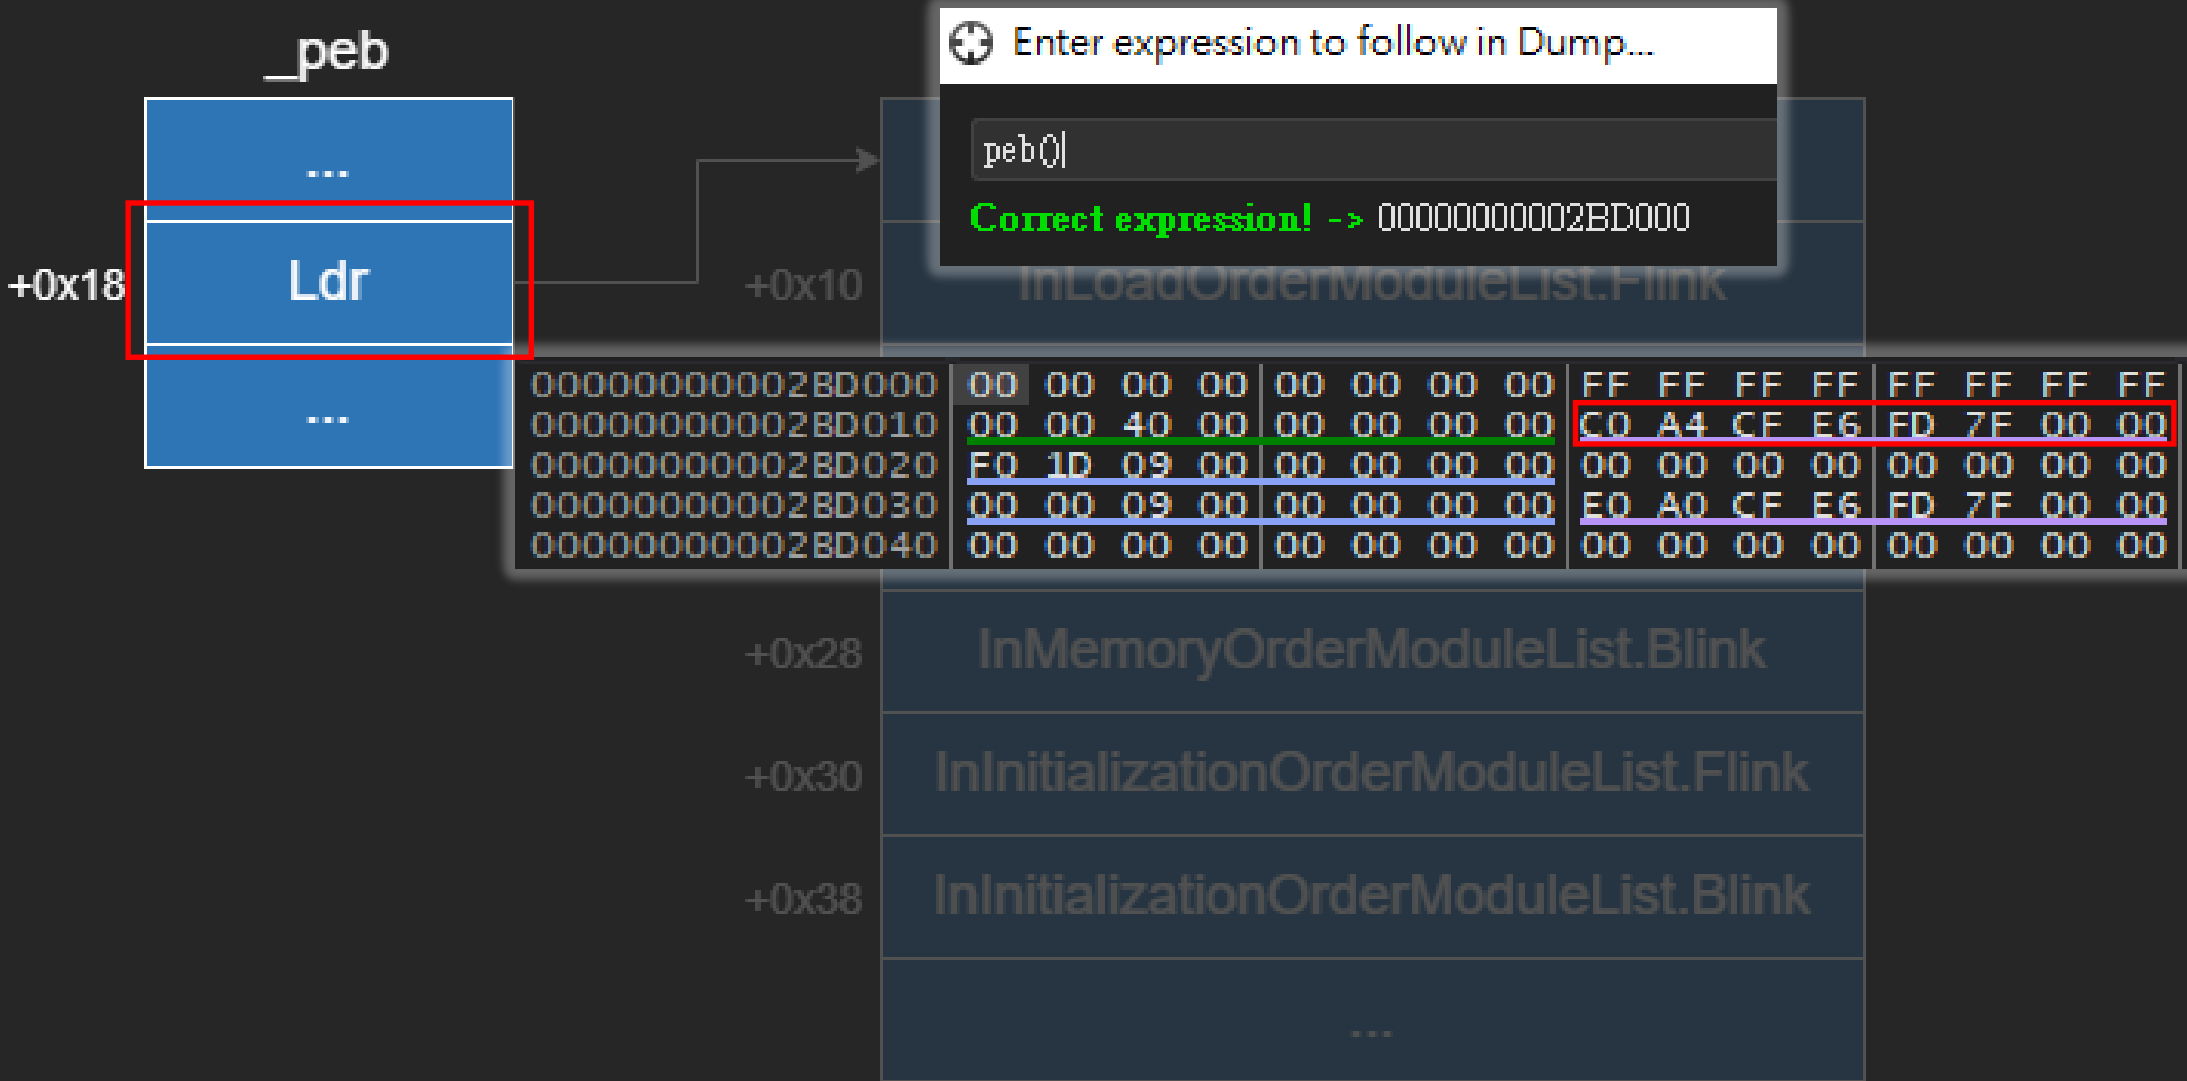 _peb
...
+0x18
Ldr
...
Enter expression to follow in Dump...
peb()
Correct expression! -> 00000000002BD000
+0x10
InLoadOrderModuleList.Flink
00000000002BD000 00 00 00 00 00 00 00 00 FF FF FF FF FF FF FF FF
00000000002BD010 00 00 40 00 00 00 00 00 C0 A4 CF E6 FD 7F 00 00
00000000002BD020 F0 1D 09 00 00 00 00 00 00 00 00 00 00 00 00 00
00000000002BD030 00 00 09 00 00 00 00 00 E0 A0 CF E6 FD 7F 00 00
00000000002BD040 00 00 00 00 00 00 00 00 00 00 00 00 00 00 00 00
+0x28
InMemoryOrderModuleList.Blink
+0x30
InInitializationOrderModuleList.Flink
+0x38
InInitializationOrderModuleList.Blink
...